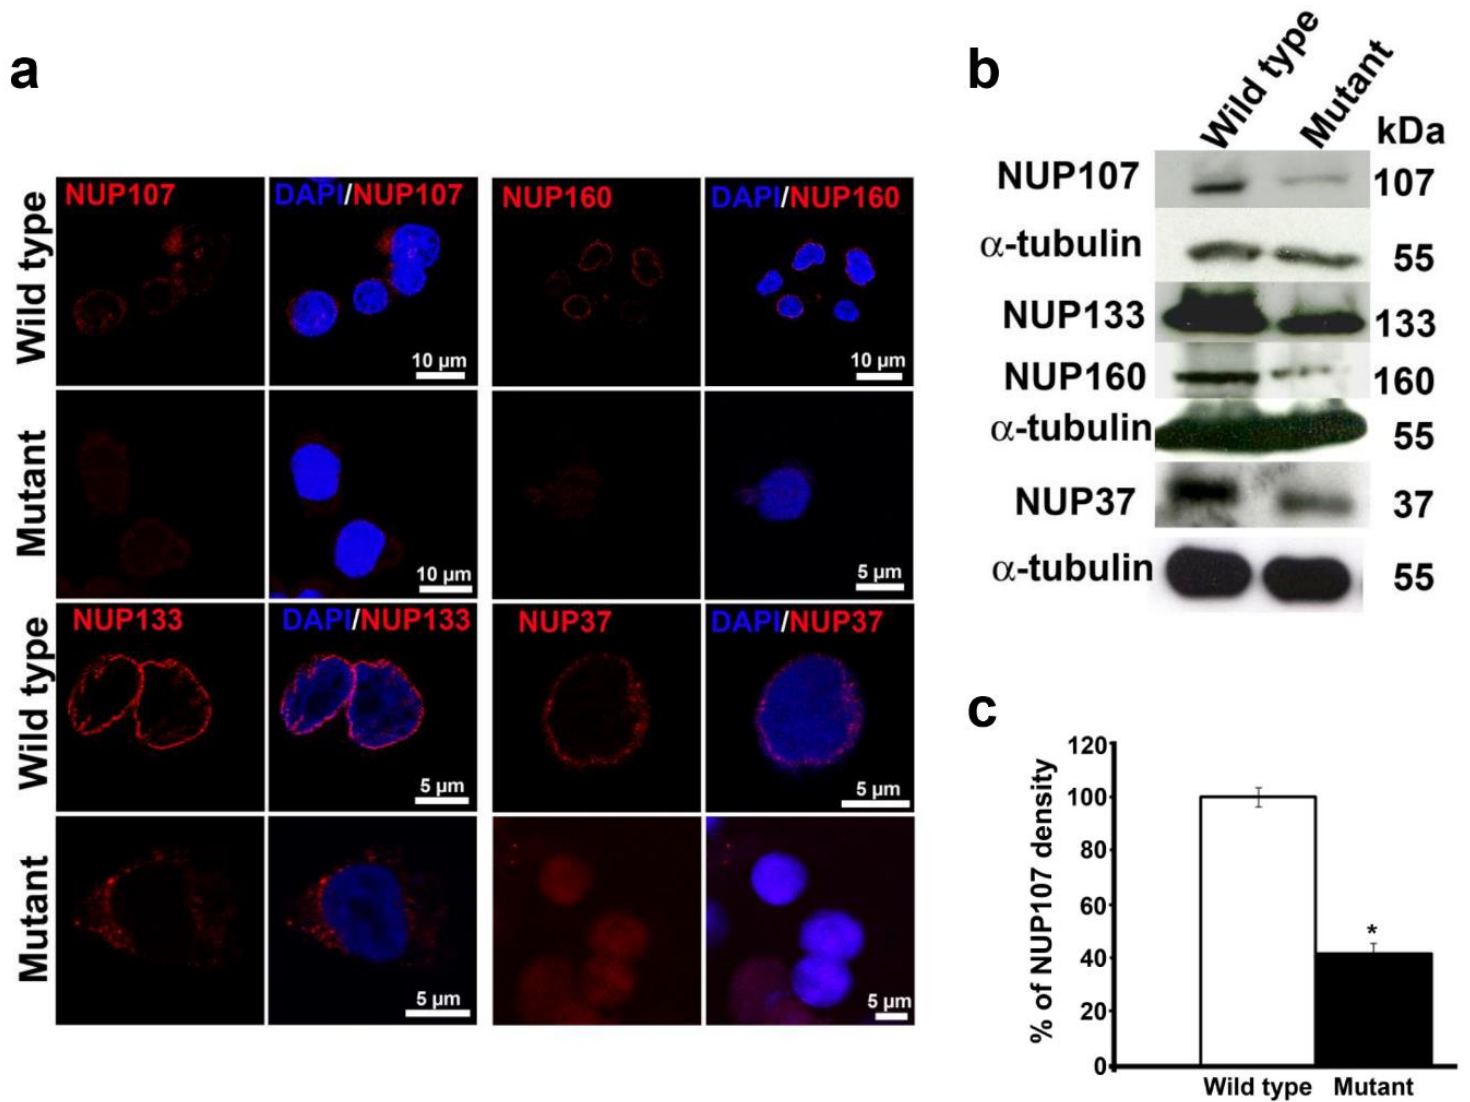 a
NUP107
DAPI/NUP107
NUP160
DAPI/NUP160
Wild type
10 µm
10 µm
Mutant
10 µm
5 µm
NUP133
DAPI/NUP133
NUP37
DAPI/NUP37
Wild type
5 µm
5 µm
Mutant
5 µm
5 µm
b
Wild type
Mutant
kDa
NUP107
107
α-tubulin
55
NUP133
133
NUP160
160
α-tubulin
55
NUP37
37
α-tubulin
55
c
% of NUP107 density
120
100
80
60
40
20
0
*
Wild type
Mutant